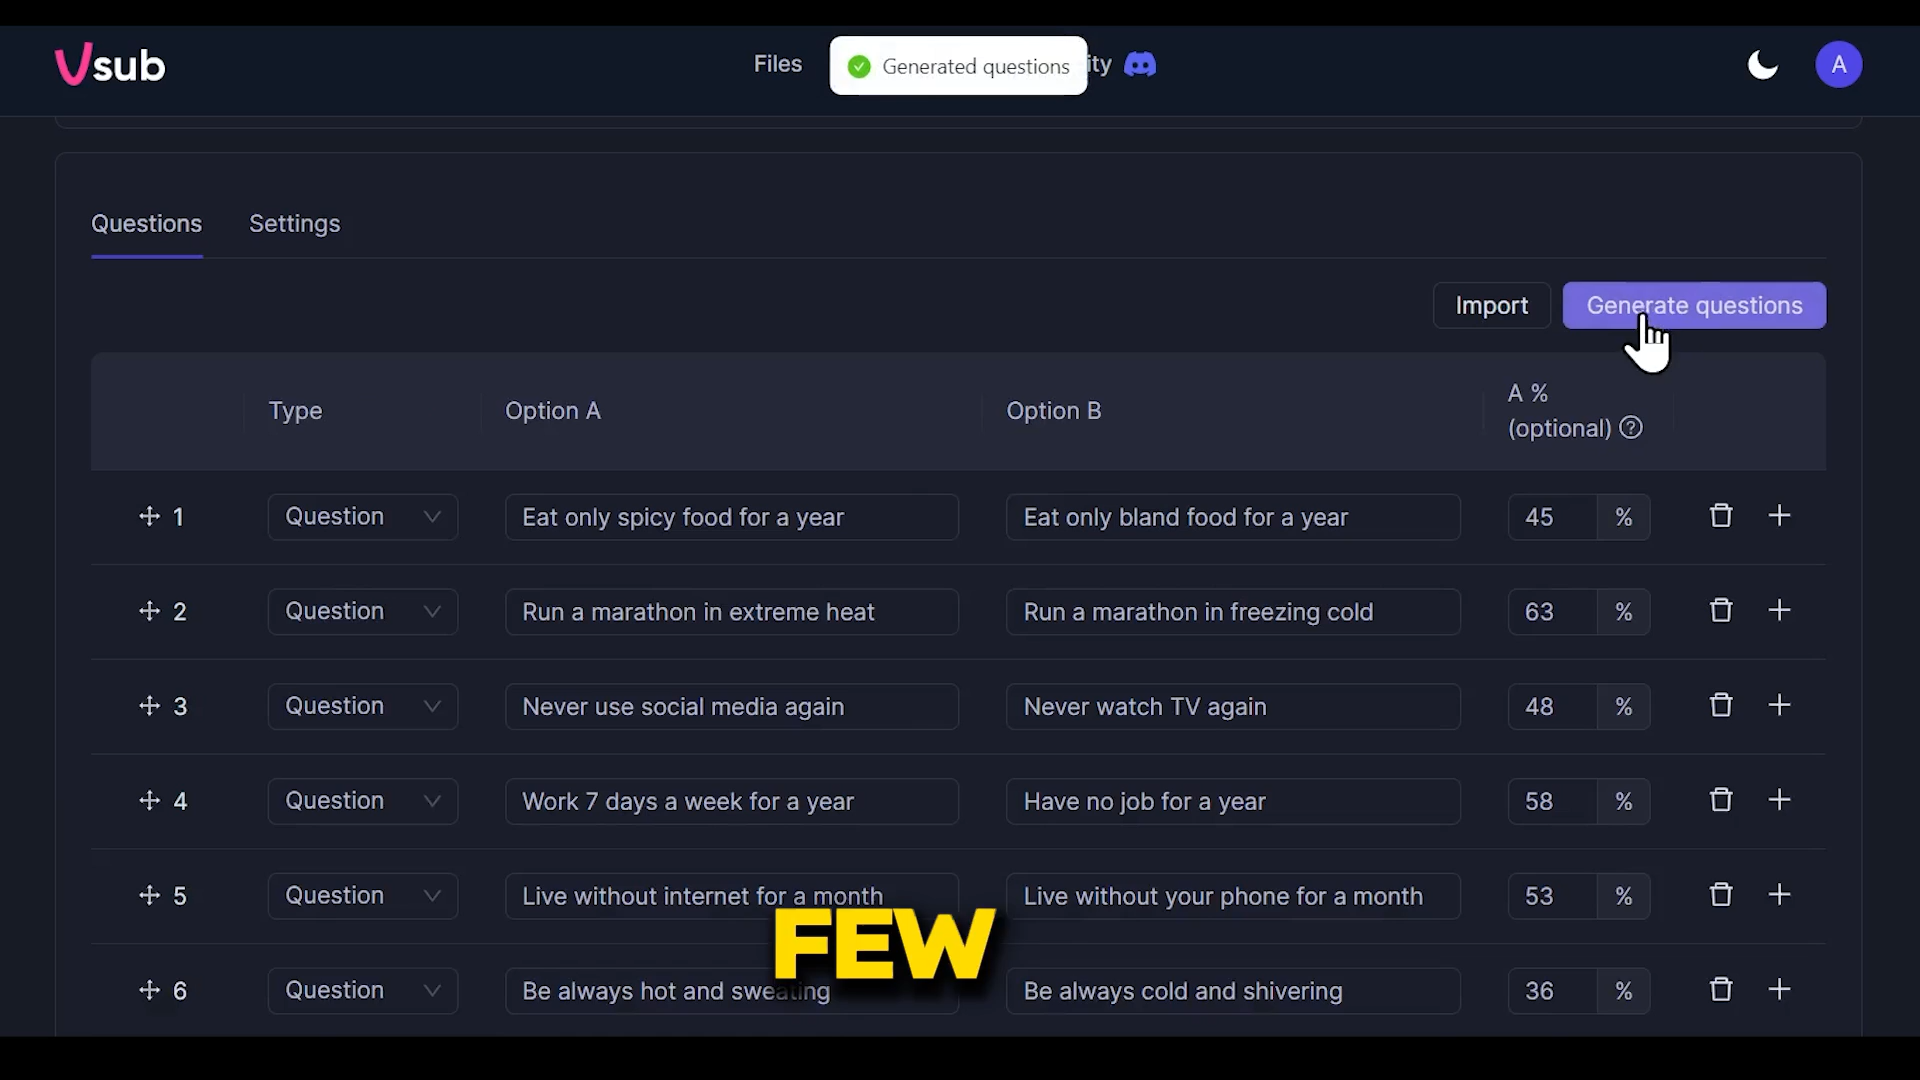 Vsub
Files
Generated questions
ity
A
Questions
Settings
Import
Generate questions
Type
Option A
Option B
A %
(optional)
1
Question
Eat only spicy food for a year
Eat only bland food for a year
45
%
2
Question
Run a marathon in extreme heat
Run a marathon in freezing cold
63
%
3
Question
Never use social media again
Never watch TV again
48
%
4
Question
Work 7 days a week for a year
Have no job for a year
58
%
5
Question
Live without internet for a month
Live without your phone for a month
53
%
FEW
6
Question
Be always hot and sweating
Be always cold and shivering
36
%